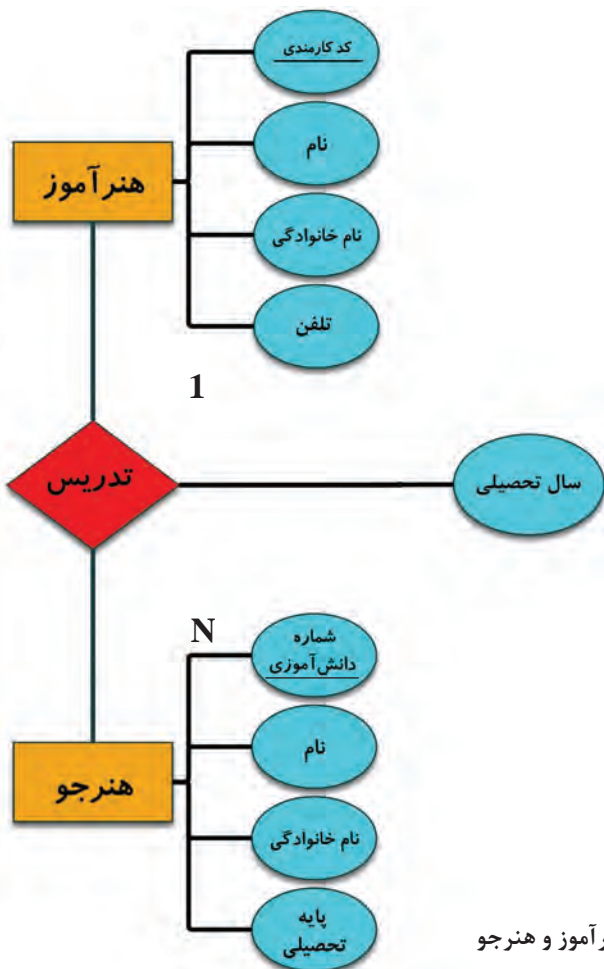 کد کارمندی
نام
هنرآموز
نام خانوادگی
تلفن
1
تدریس
سال تحصیلی
N
شماره
دانش‌آموزی
نام
هنرجو
نام خانوادگی
پایه
تحصیلی
و هنرجو